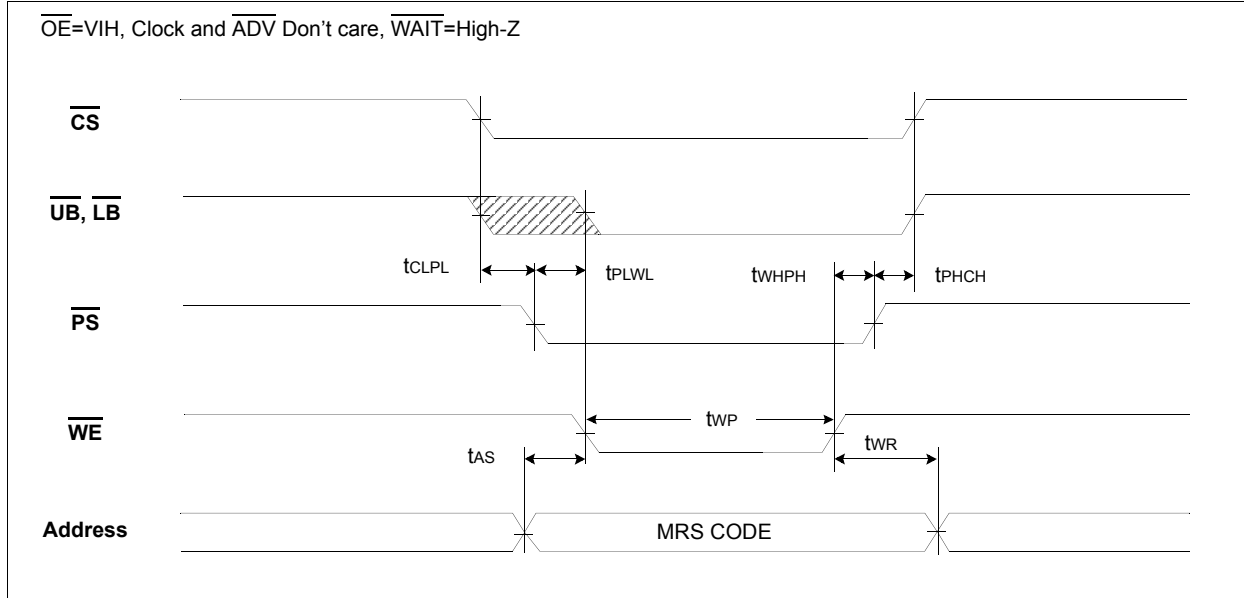 OE=VIH, Clock and ADV Don't care, WAIT=High-Z
CS
UB, LB
tCLPL tPLWL tWHPH tPHCH
PS
WE
tWP
tAS tWR
Address MRS CODE